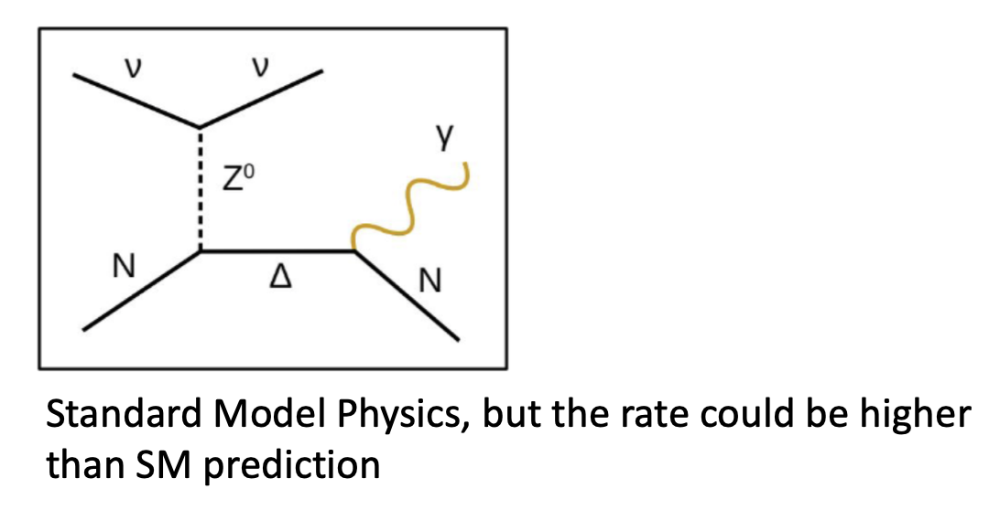 ν ν
γ
Z⁰
N
Δ
N
Standard Model Physics, but the rate could be higher
than SM prediction